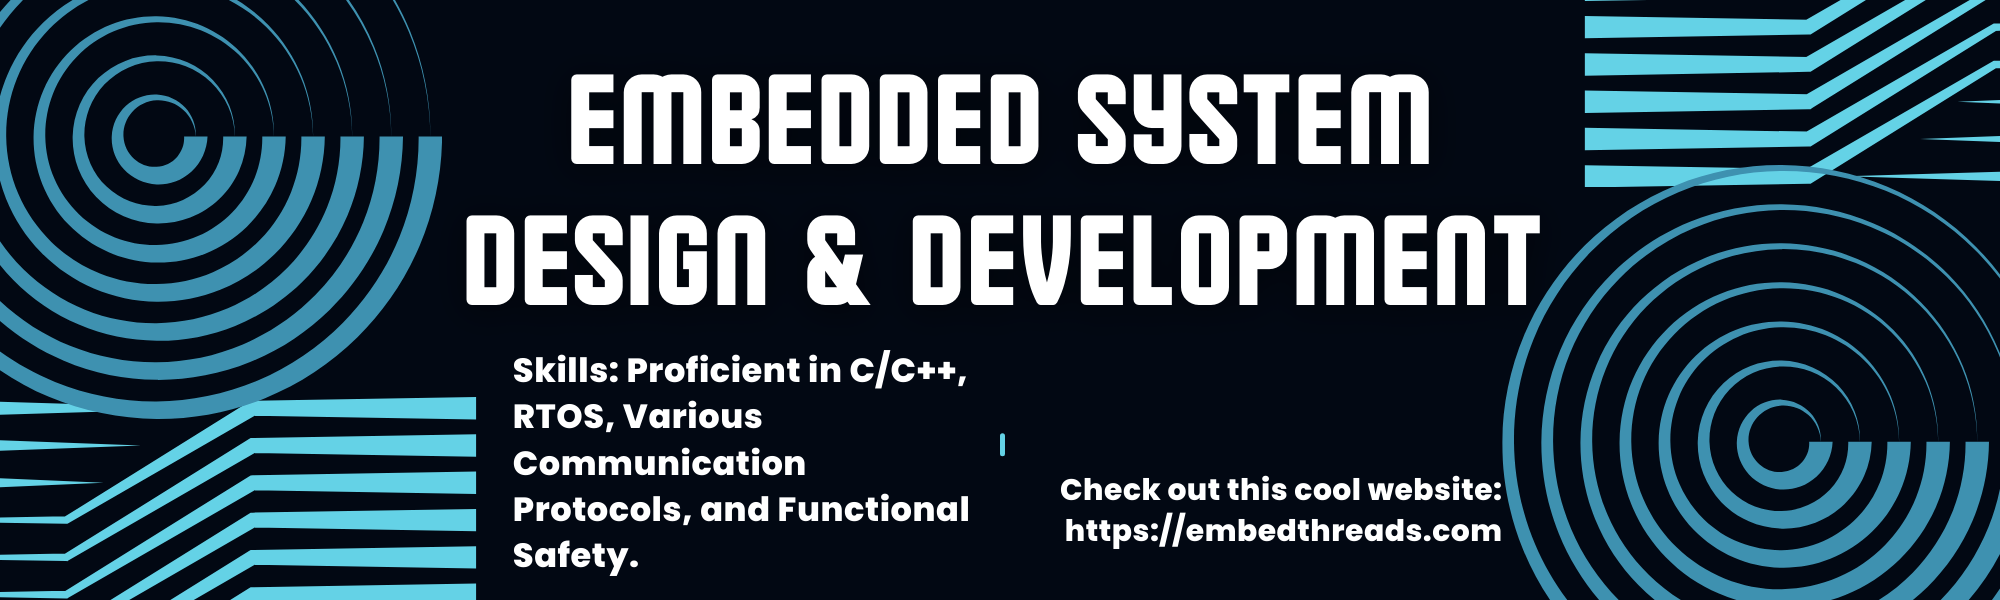 EMBEDDED SYSTEM
DESIGN & DEVELOPMENT
Skills: Proficient in C/C++,
RTOS, Various
Communication
Protocols, and Functional
Safety.
Check out this cool website:
https://embedthreads.com